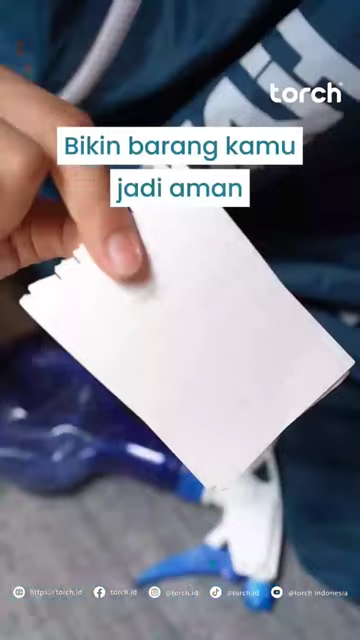 torch®
Bikin barang kamu
jadi aman
https://torch.id
torch.id
@torch.id
@torch.id
@torch indonesia